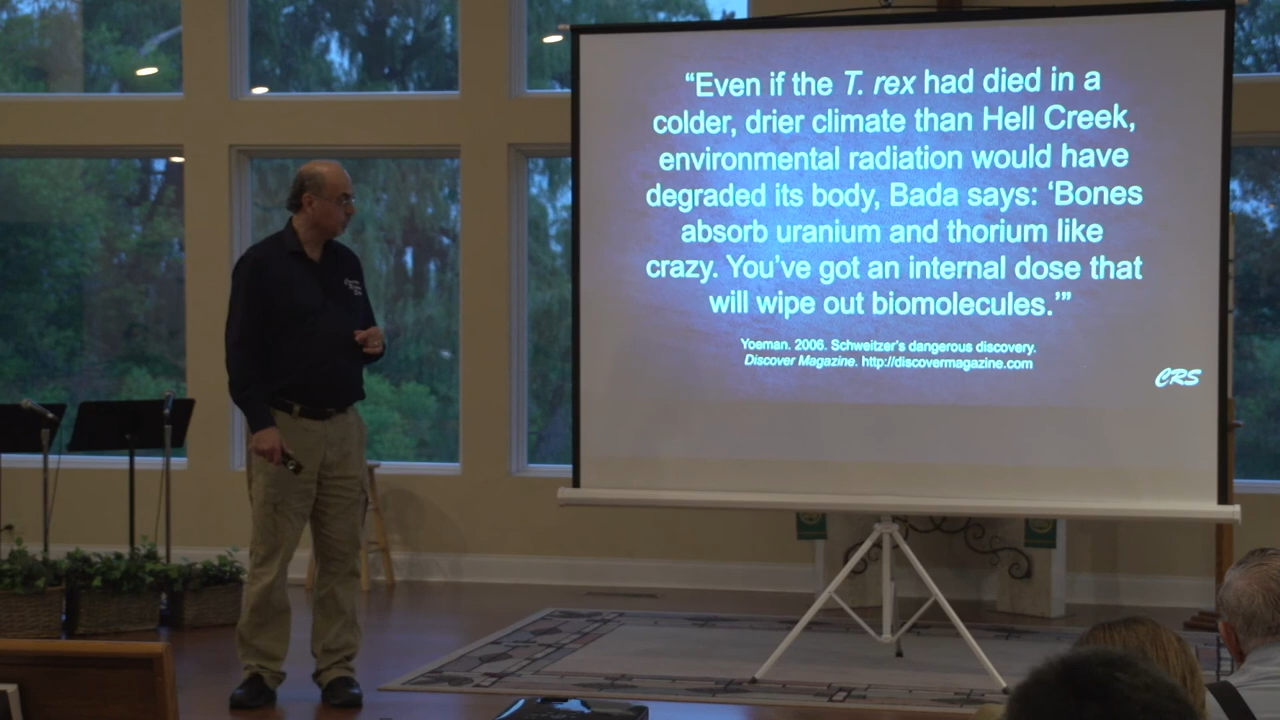 “Even if the T. rex had died in a
colder, drier climate than Hell Creek,
environmental radiation would have
degraded its body, Bada says: ‘Bones
absorb uranium and thorium like
crazy. You’ve got an internal dose that
will wipe out biomolecules.’”
Yoeman. 2006. Schweitzer’s dangerous discovery.
Discover Magazine. http://discovermagazine.com
CRS